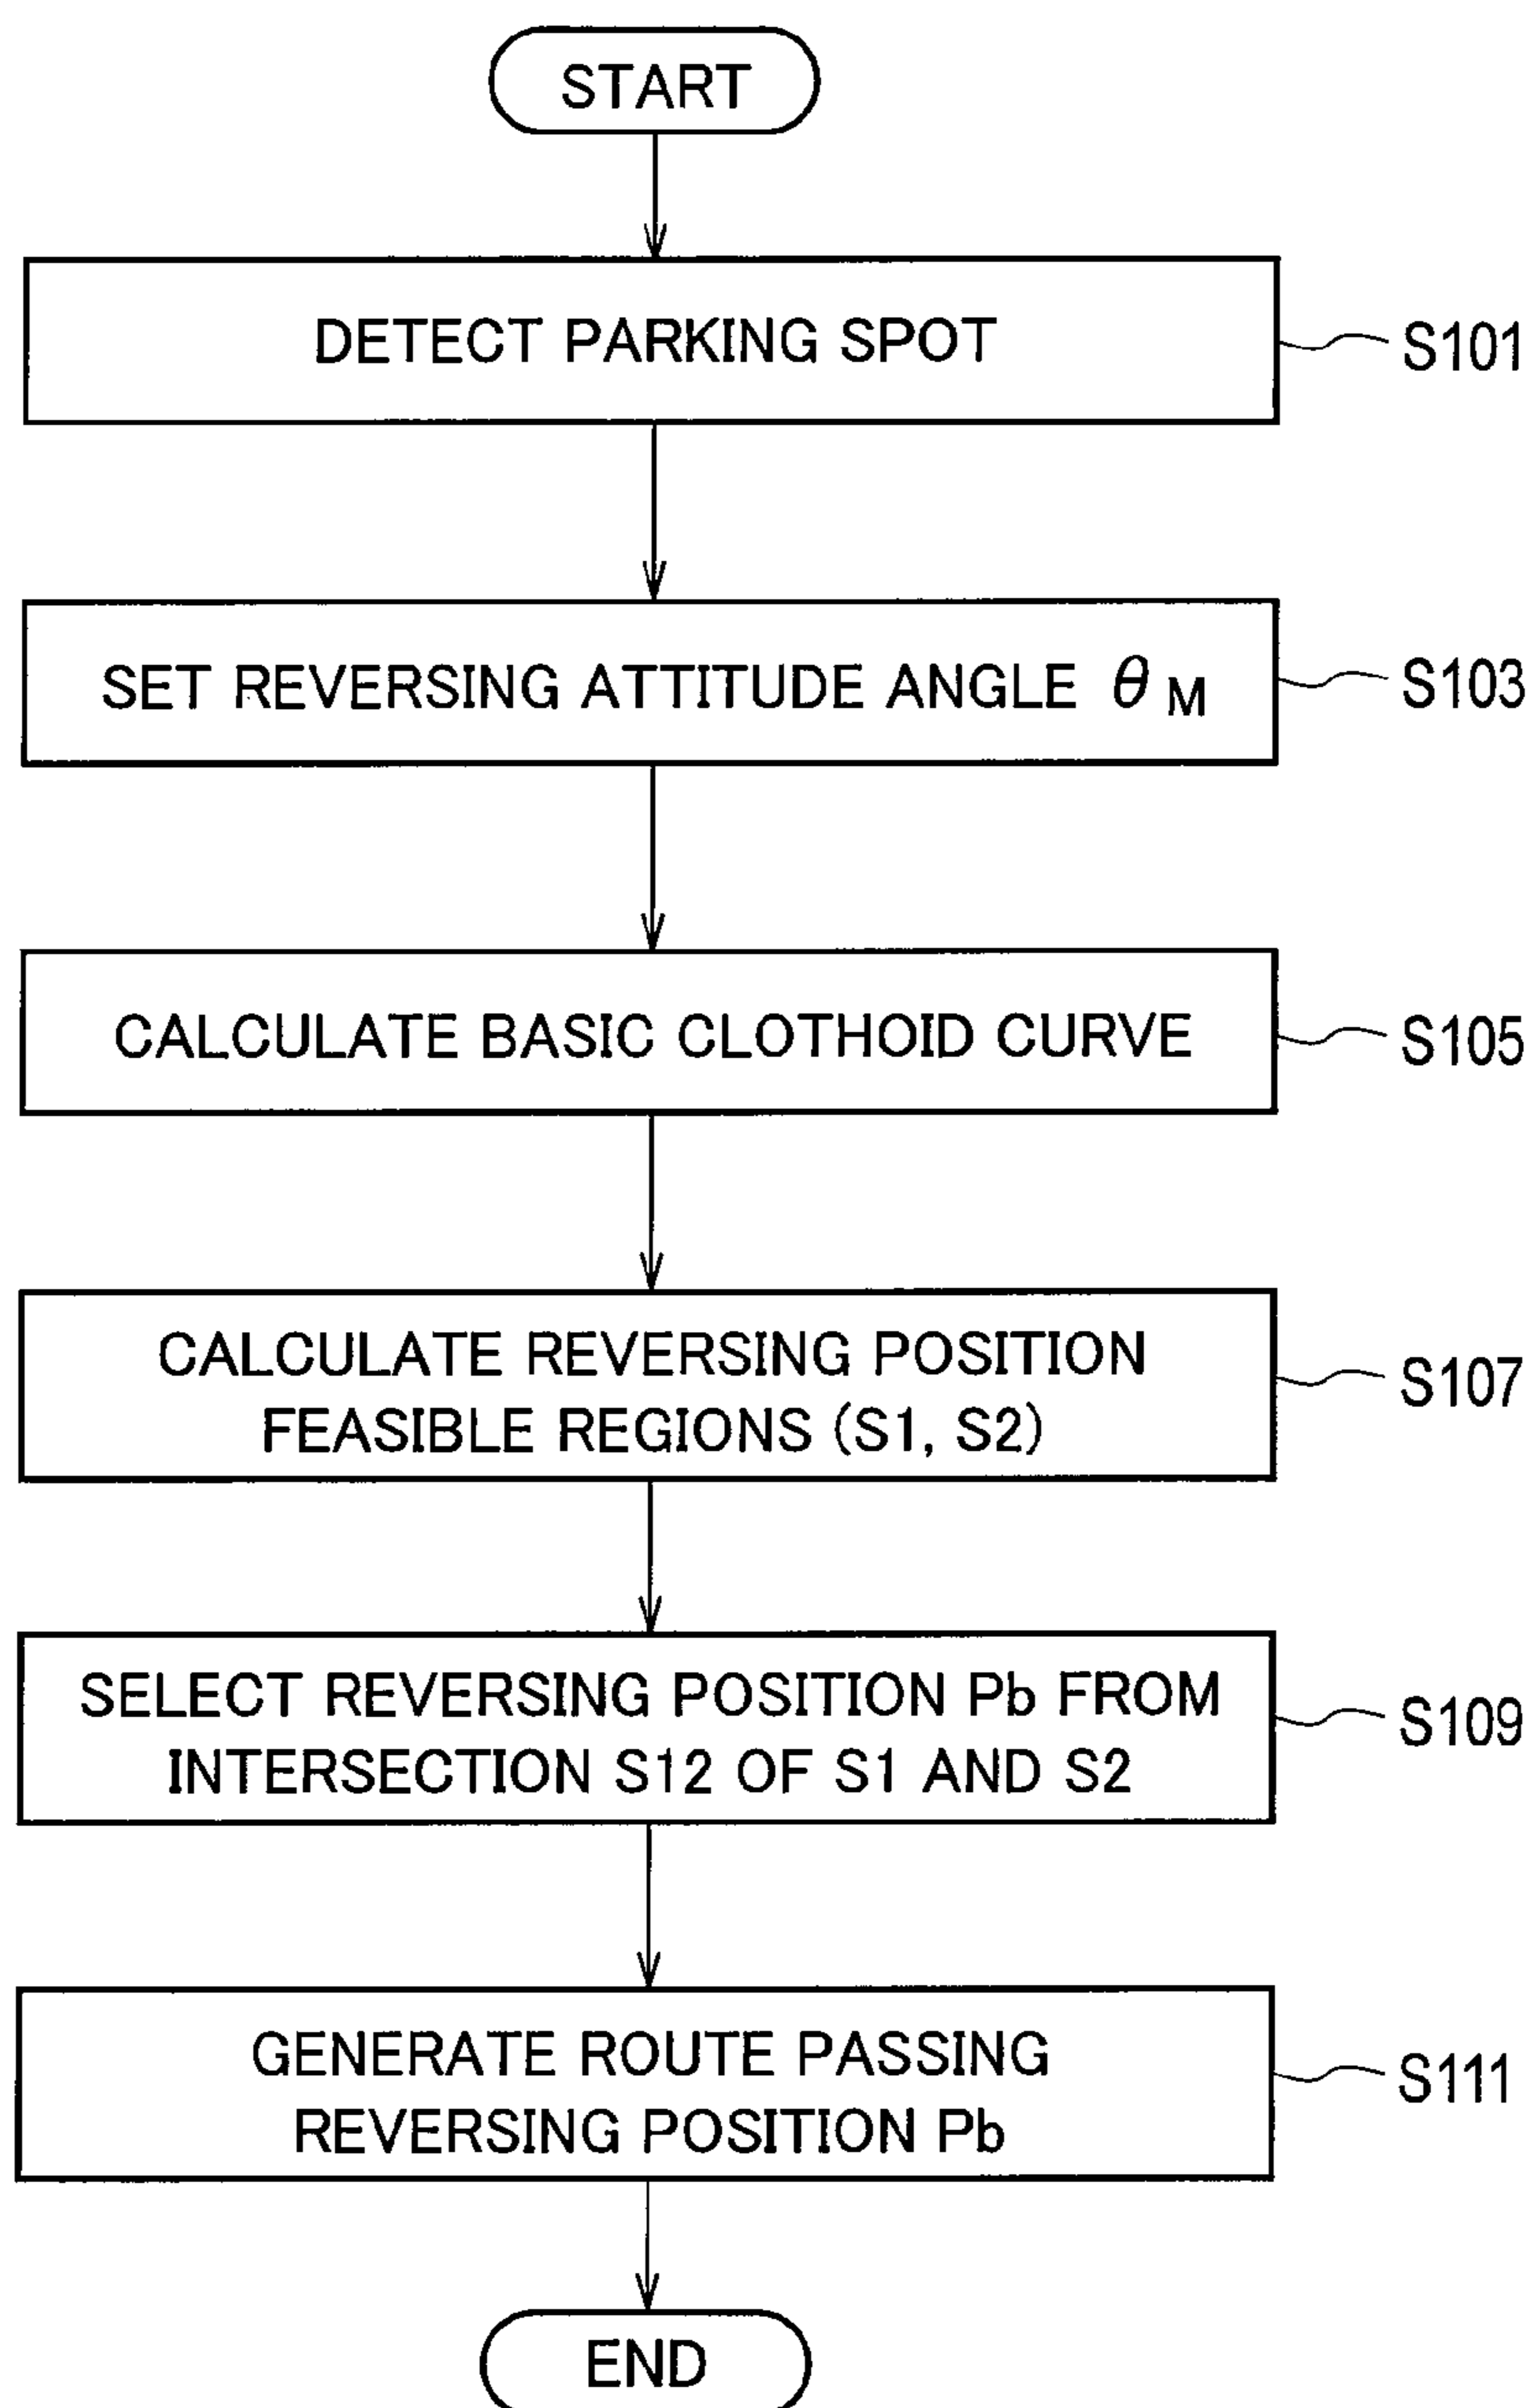 START
DETECT PARKING SPOT
S101
SET REVERSING ATTITUDE ANGLE θM
S103
CALCULATE BASIC CLOTHOID CURVE
S105
CALCULATE REVERSING POSITION
FEASIBLE REGIONS (S1, S2)
S107
SELECT REVERSING POSITION Pb FROM
INTERSECTION S12 OF S1 AND S2
S109
GENERATE ROUTE PASSING
REVERSING POSITION Pb
S111
END